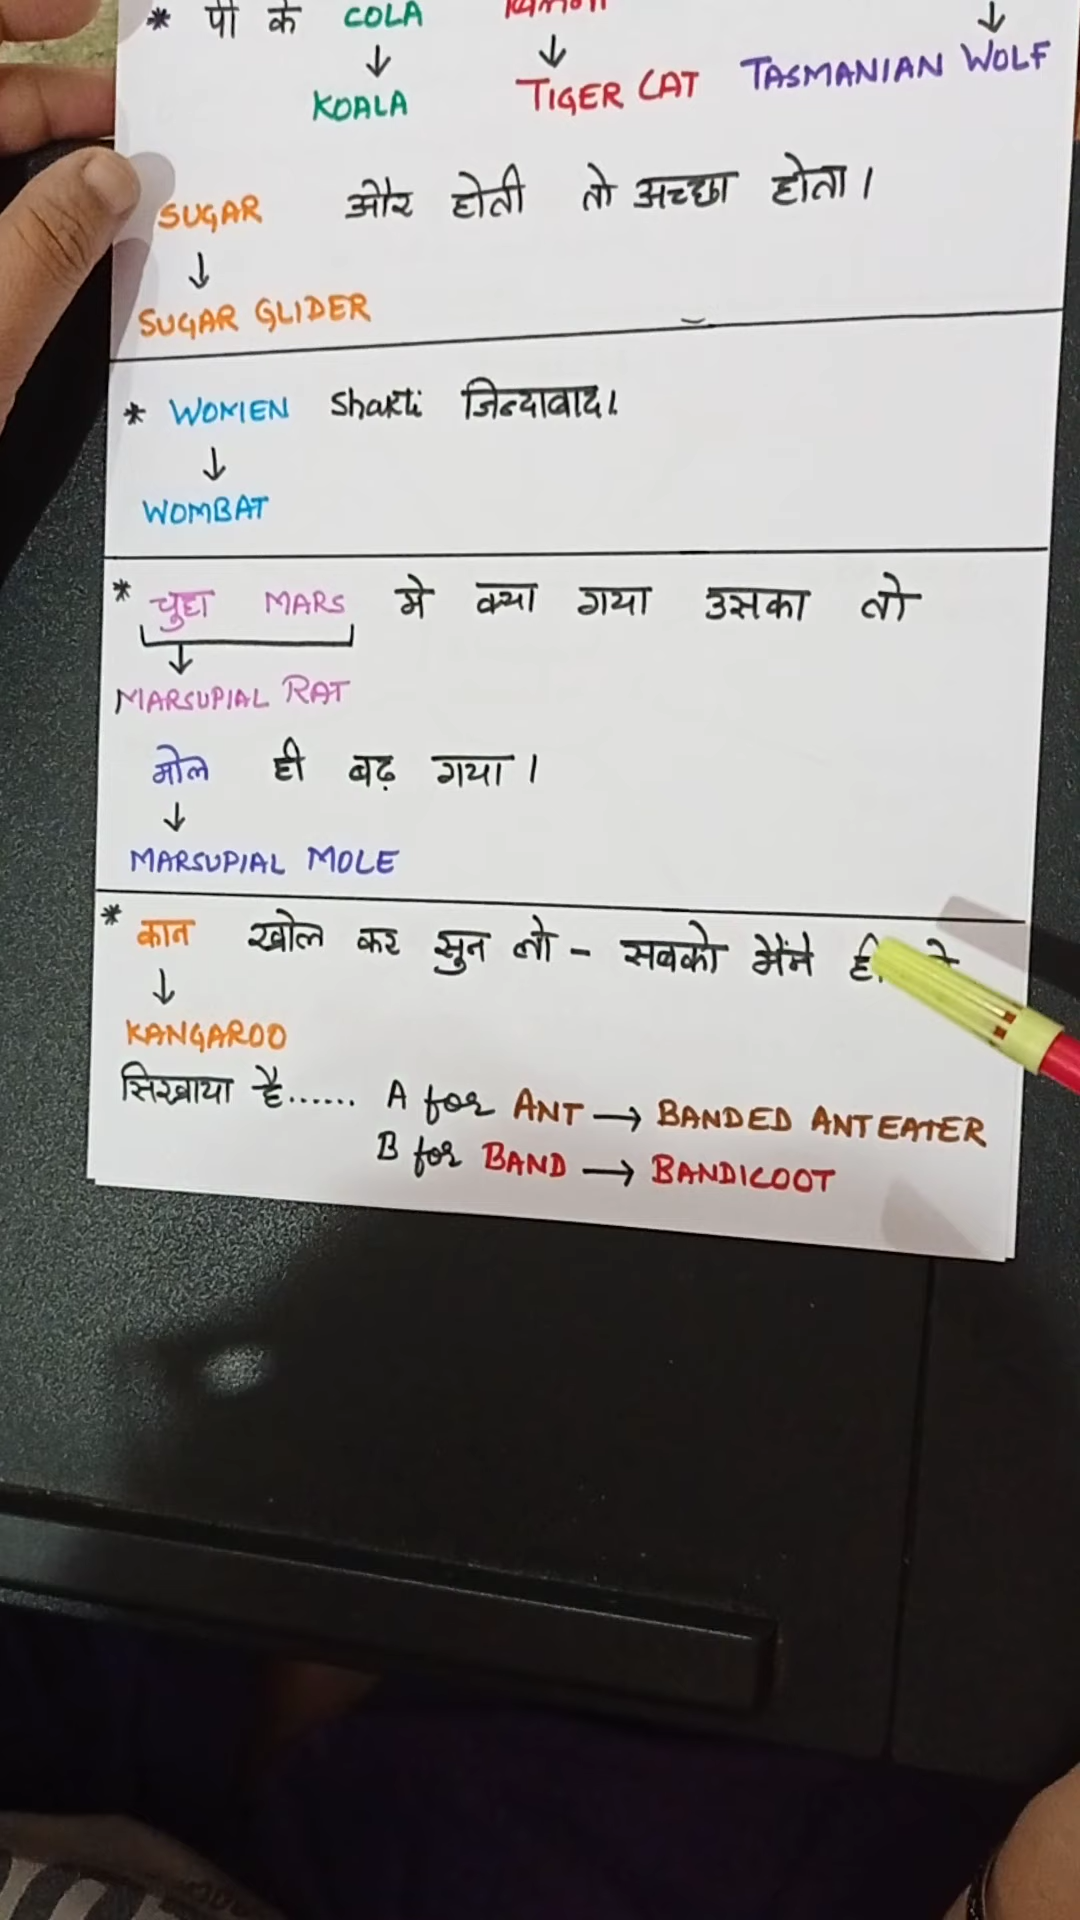 * पी के COLA
↓ ↓ ↓
KOALA TIGER CAT TASMANIAN WOLF
SUGAR और होती तो अच्छा होता।
↓
SUGAR GLIDER
* WOMEN Shakti जिन्दाबाद।
↓
WOMBAT
* चुहा MARS मे क्या गया उसका तो
↓
MARSUPIAL RAT
मोल ही बढ़ गया।
↓
MARSUPIAL MOLE
* कान खोल कर सुन लो - सबको मैंने
↓
KANGAROO
सिखाया है...... A for ANT → BANDED ANTEATER
B for BAND → BANDICOOT